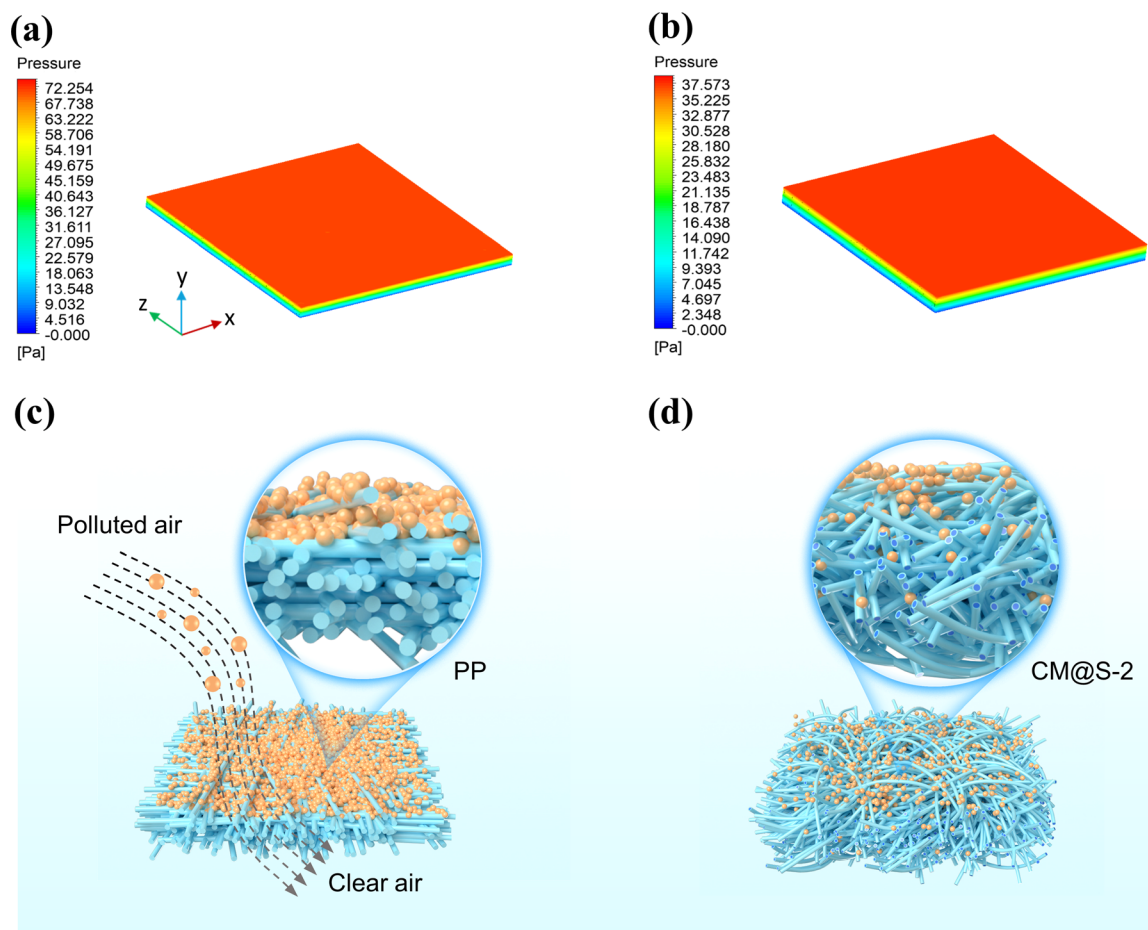 (a)
Pressure
72.254
67.738
63.222
58.706
54.191
49.675
45.159
40.643
36.127
31.611
27.095
22.579
18.063
13.548
9.032
4.516
-0.000
[Pa]
y
z
x
(b)
Pressure
37.573
35.225
32.877
30.528
28.180
25.832
23.483
21.135
18.787
16.438
14.090
11.742
9.393
7.045
4.697
2.348
-0.000
[Pa]
(c)
Polluted air
PP
Clear air
(d)
CM@S-2